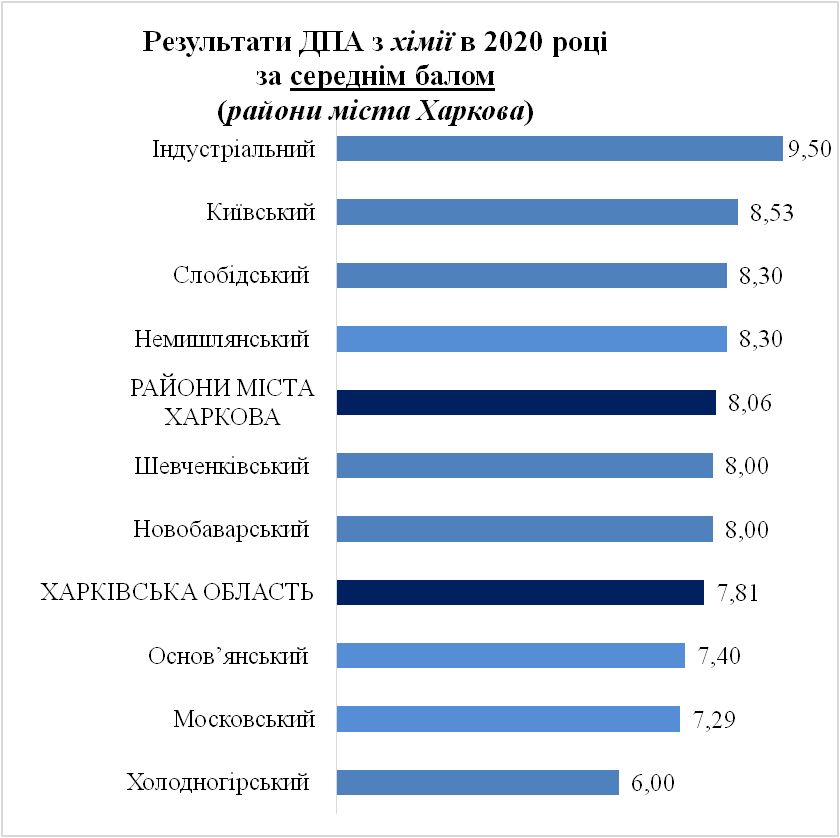 Результати ДПА з хімії в 2020 році
за середнім балом
(райони міста Харкова)
Індустріальний 9,50
Київський 8,53
Слобідський 8,30
Немишлянський 8,30
РАЙОНИ МІСТА
ХАРКОВА 8,06
Шевченківський 8,00
Новобаварський 8,00
ХАРКІВСЬКА ОБЛАСТЬ 7,81
Основ’янський 7,40
Московський 7,29
Холодногірський 6,00